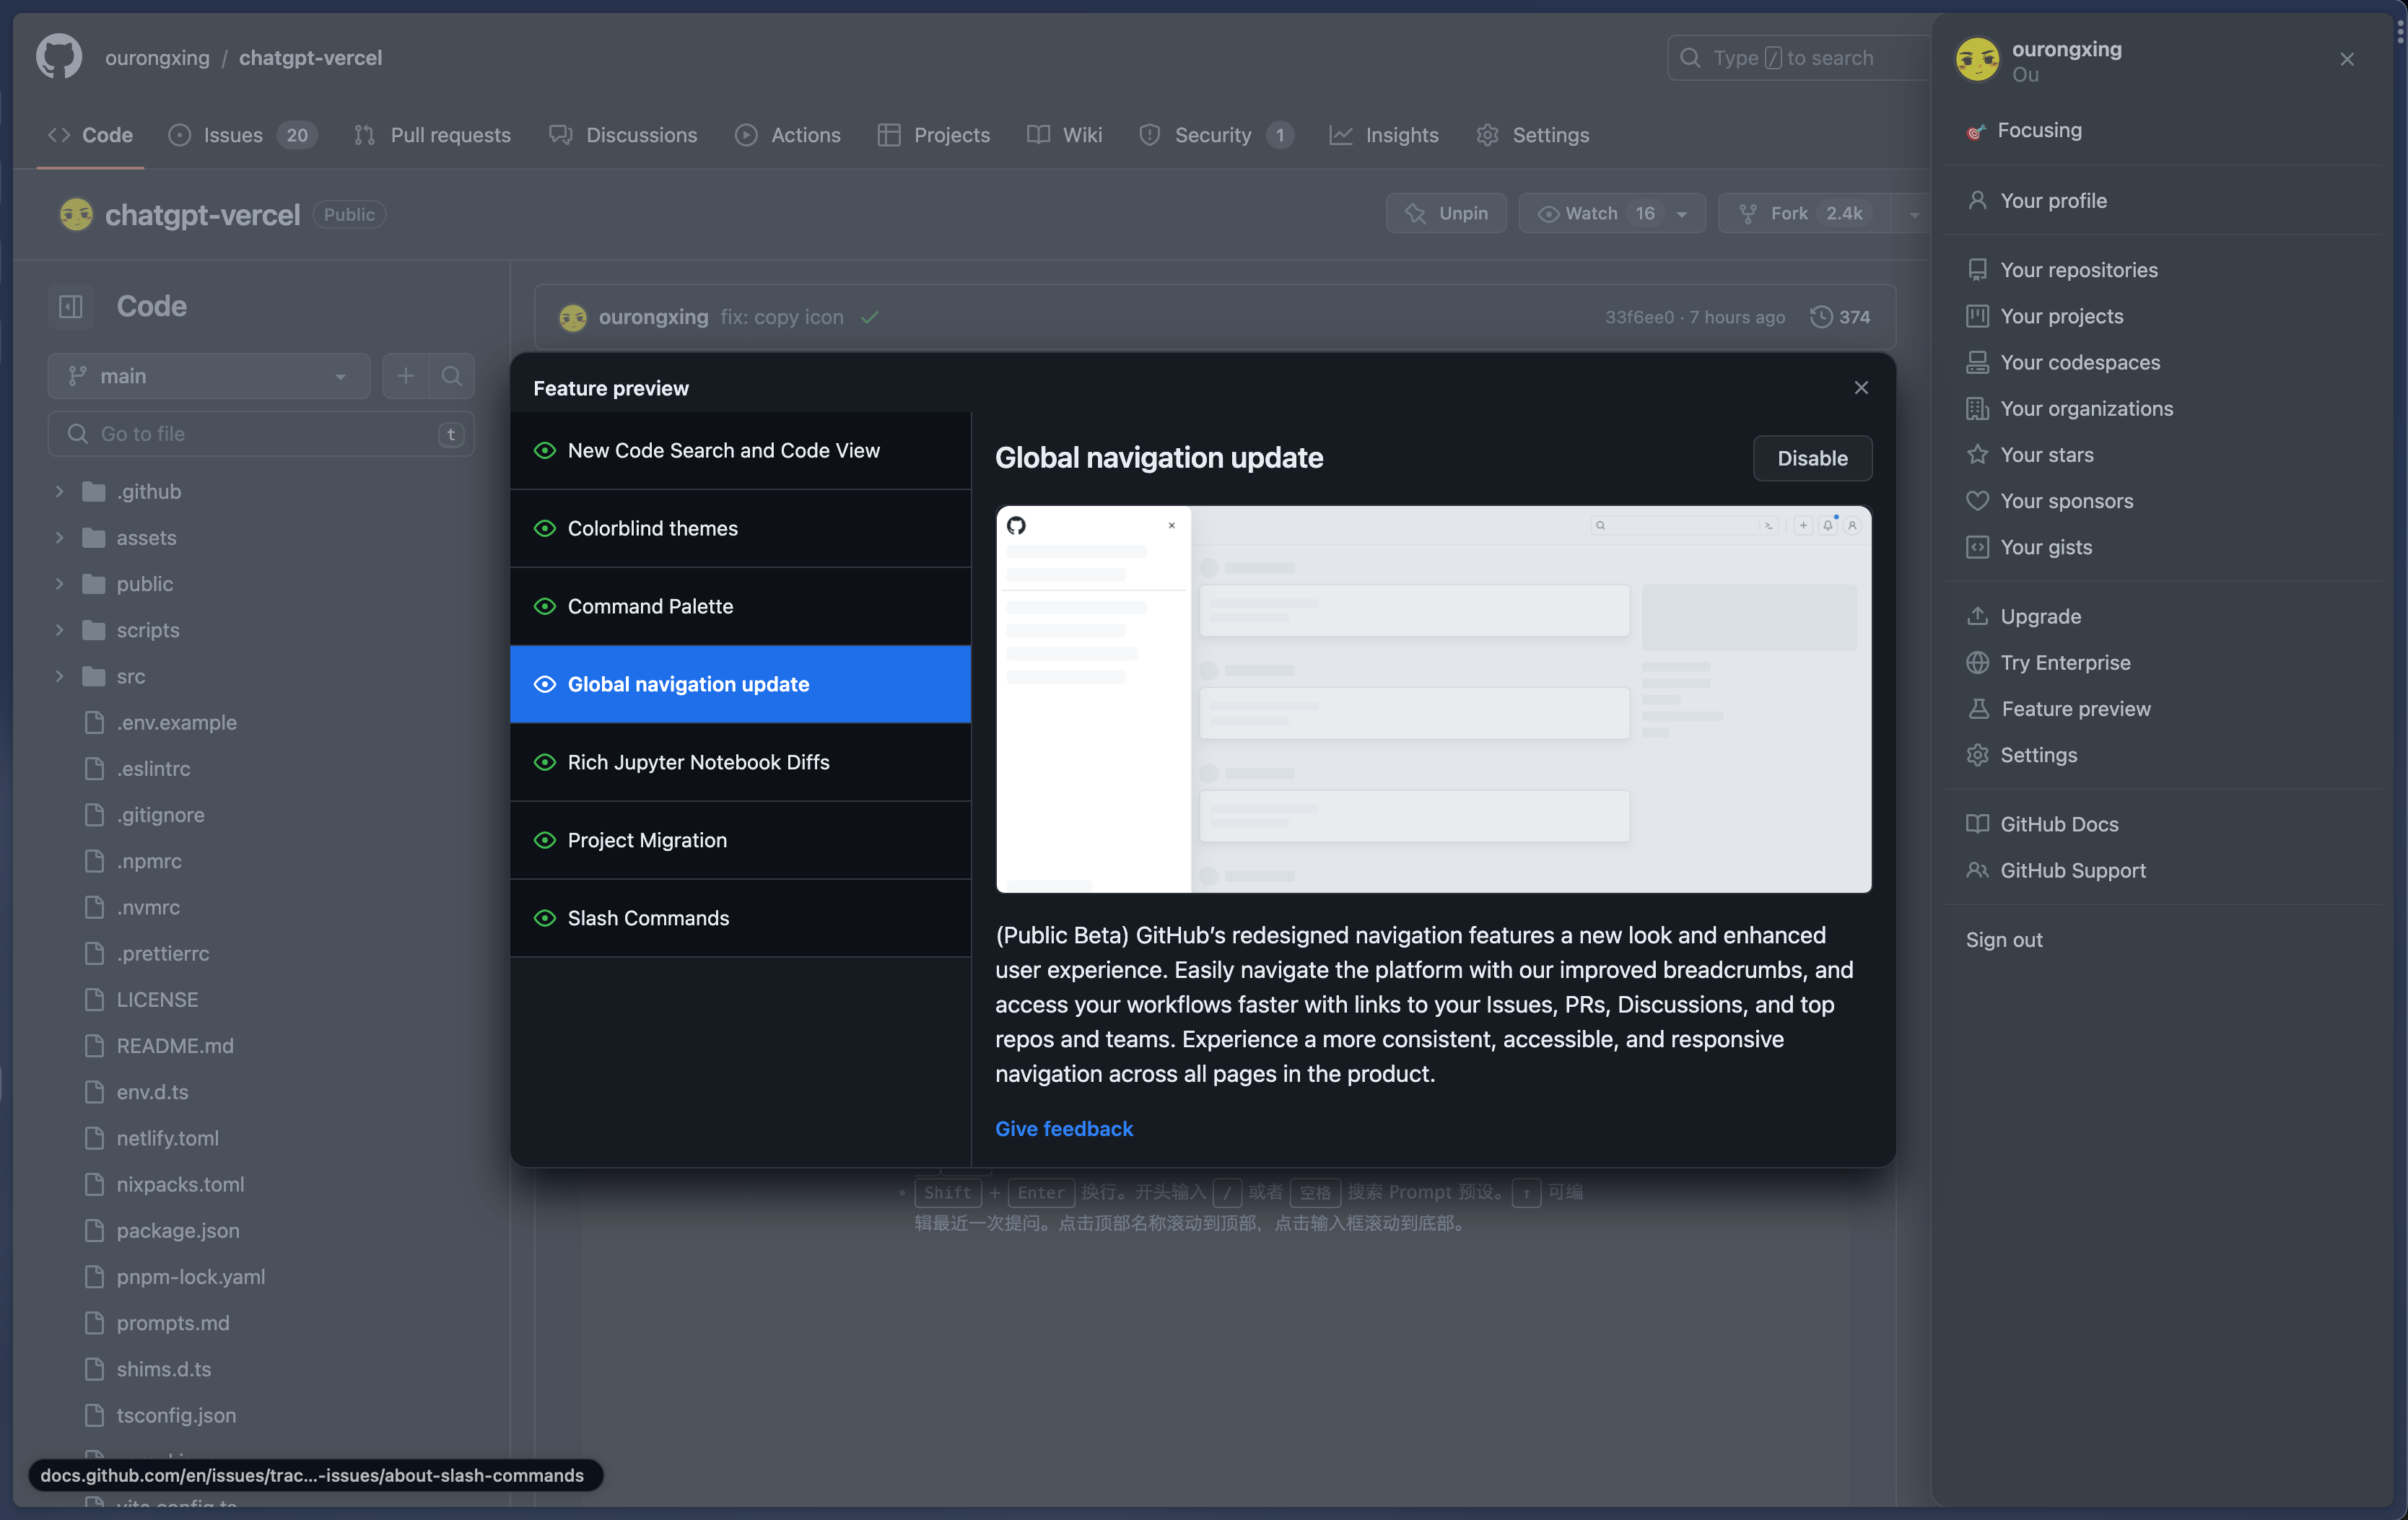 ourongxing / chatgpt-vercel
Type / to search
Code
Issues 20
Pull requests
Discussions
Actions
Projects
Wiki
Security 1
Insights
Settings
chatgpt-vercel Public
Unpin
Watch 16
Fork 2.4k
Code
main
Go to file t
.github
assets
public
scripts
src
.env.example
.eslintrc
.gitignore
.npmrc
.nvmrc
.prettierrc
LICENSE
README.md
env.d.ts
netlify.toml
nixpacks.toml
package.json
pnpm-lock.yaml
prompts.md
shims.d.ts
tsconfig.json
vite.config.ts
docs.github.com/en/issues/trac...-issues/about-slash-commands
ourongxing fix: copy icon
33f6ee0 · 7 hours ago
374
Feature preview
New Code Search and Code View
Colorblind themes
Command Palette
Global navigation update
Rich Jupyter Notebook Diffs
Project Migration
Slash Commands
Global navigation update
Disable
(Public Beta) GitHub’s redesigned navigation features a new look and enhanced
user experience. Easily navigate the platform with our improved breadcrumbs, and
access your workflows faster with links to your Issues, PRs, Discussions, and top
repos and teams. Experience a more consistent, accessible, and responsive
navigation across all pages in the product.
Give feedback
• Shift + Enter 换行。开头输入 / 或者 空格 搜索 Prompt 预设。 ↑ 可编
辑最近一次提问。点击顶部名称滚动到顶部，点击输入框滚动到底部。
ourongxing
Ou
Focusing
Your profile
Your repositories
Your projects
Your codespaces
Your organizations
Your stars
Your sponsors
Your gists
Upgrade
Try Enterprise
Feature preview
Settings
GitHub Docs
GitHub Support
Sign out